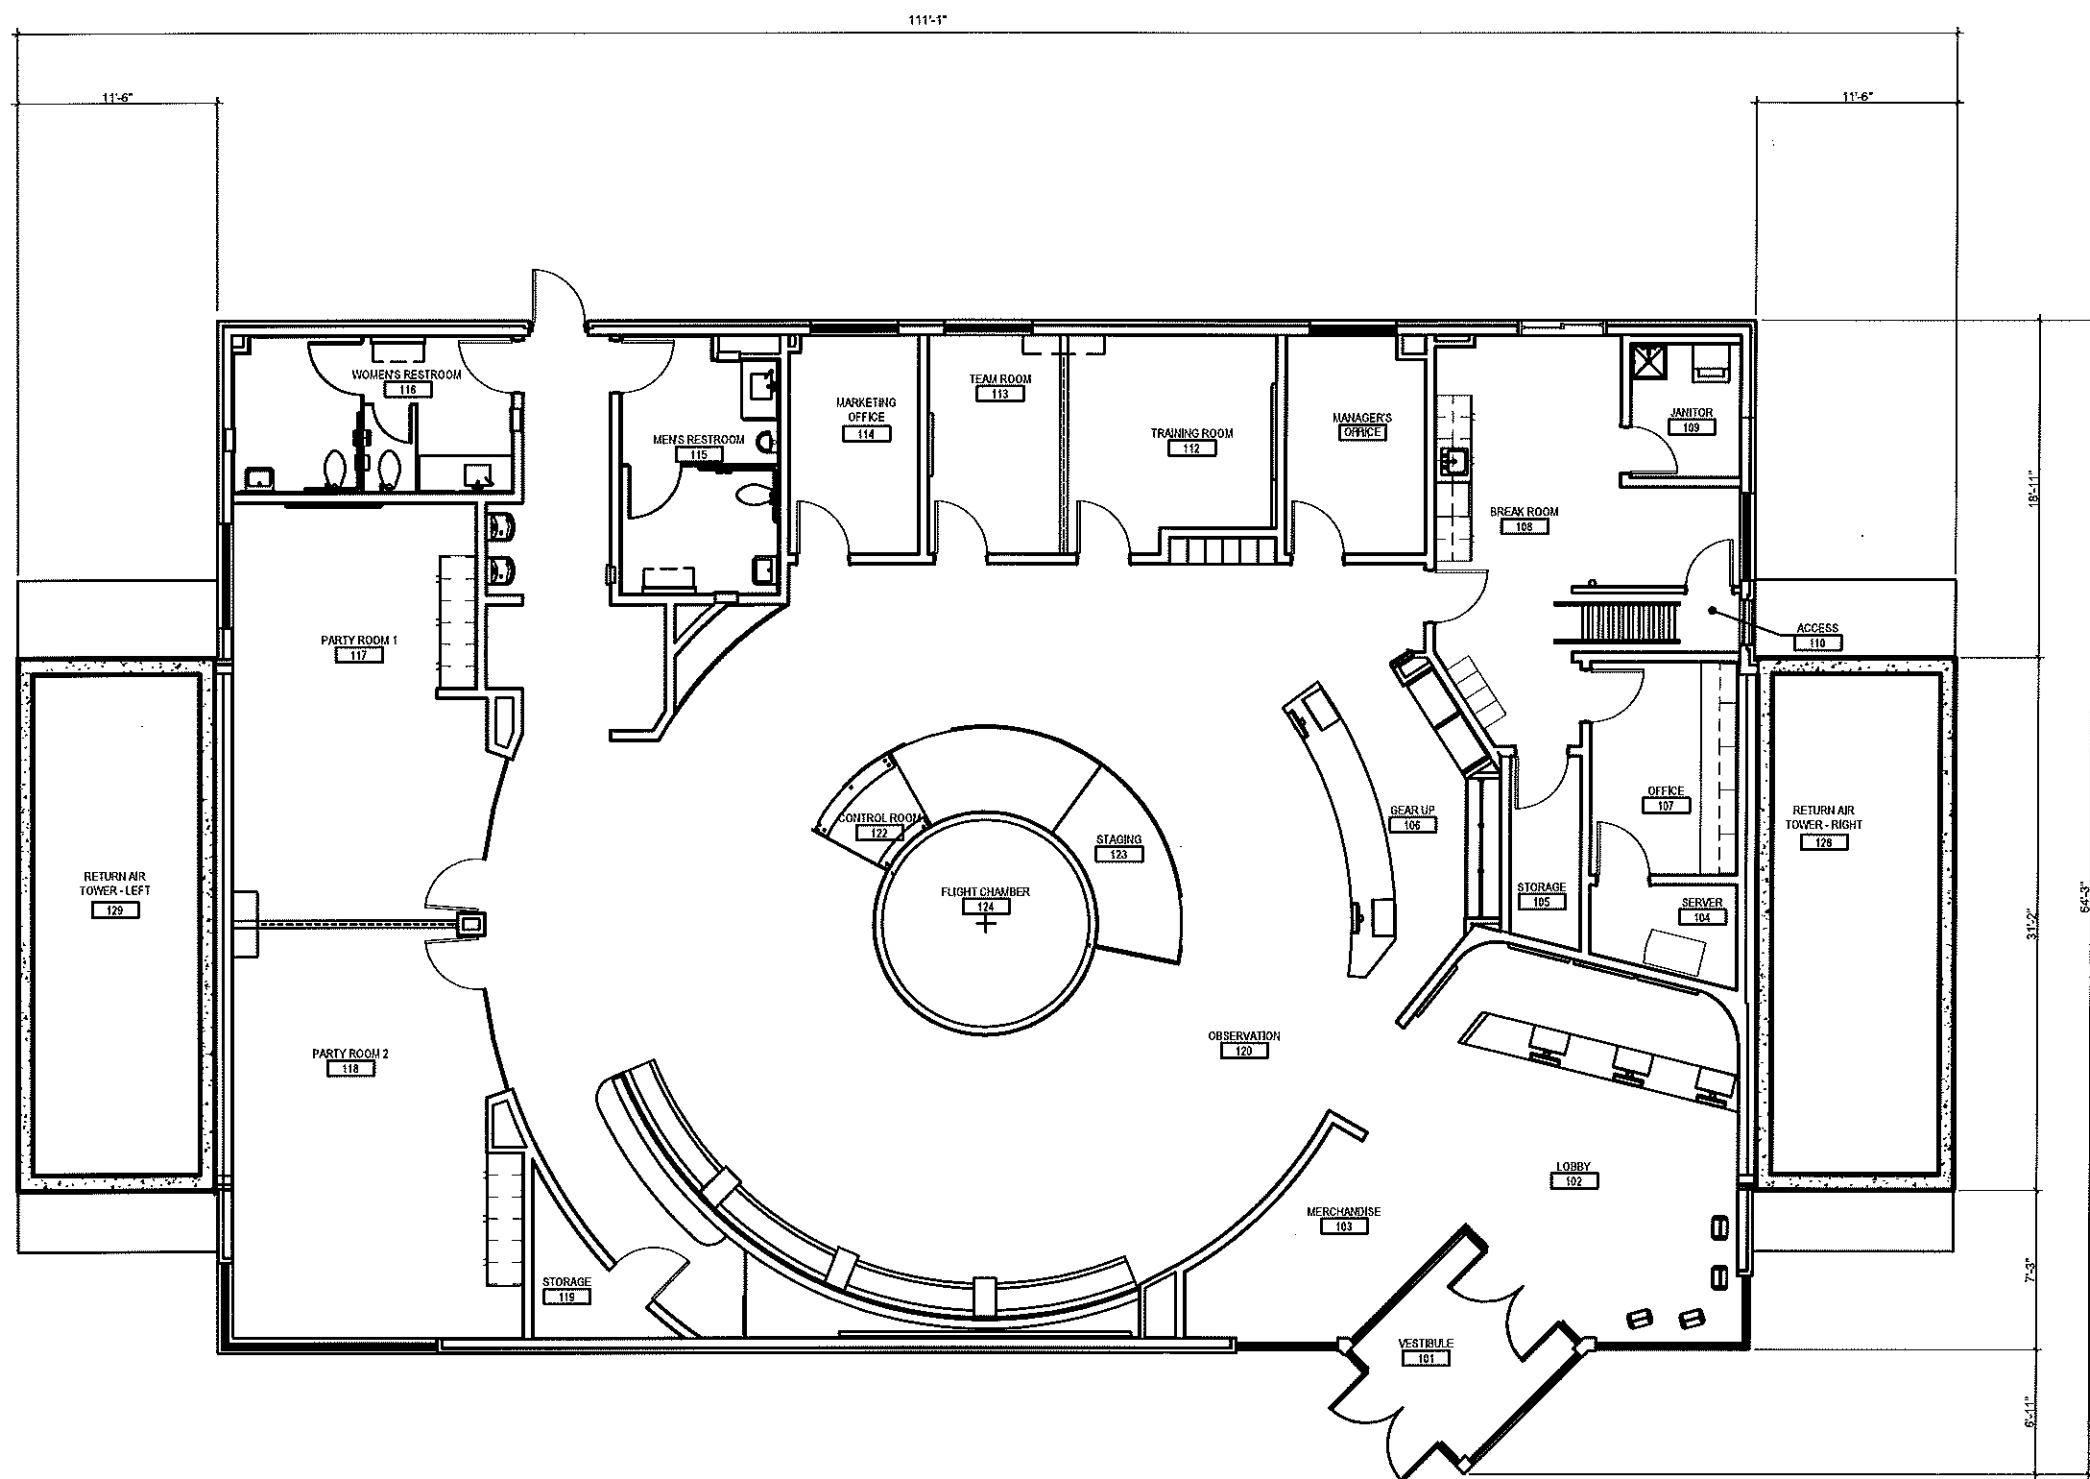 111'-1"
11'-6"
11'-6"
WOMEN'S RESTROOM
116
MEN'S RESTROOM
115
MARKETING
OFFICE
114
TEAM ROOM
113
TRAINING ROOM
112
MANAGER'S
OFFICE
JANITOR
109
BREAK ROOM
108
18'-11"
ACCESS
110
PARTY ROOM 1
117
CONTROL ROOM
122
STAGING
123
GEAR UP
106
OFFICE
107
RETURN AIR
TOWER - RIGHT
128
RETURN AIR
TOWER - LEFT
129
FLIGHT CHAMBER
124
STORAGE
105
SERVER
104
31'-2"
64'-3"
PARTY ROOM 2
118
OBSERVATION
120
LOBBY
102
MERCHANDISE
103
STORAGE
119
7'-3"
VESTIBULE
101
6'-11"